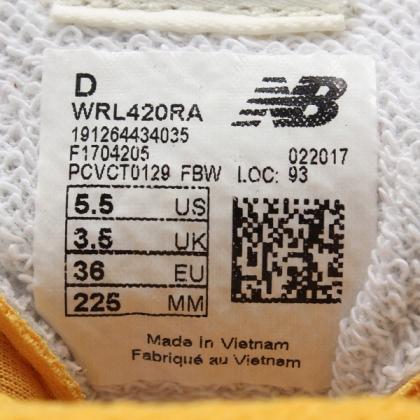 D
NB
WRL420RA
191264434035
F1704205 022017
PCVCT0129 FBW LOC: 93
5.5 US
3.5 UK
36 EU
225 MM
Made in Vietnam
Fabriqué au Vietnam